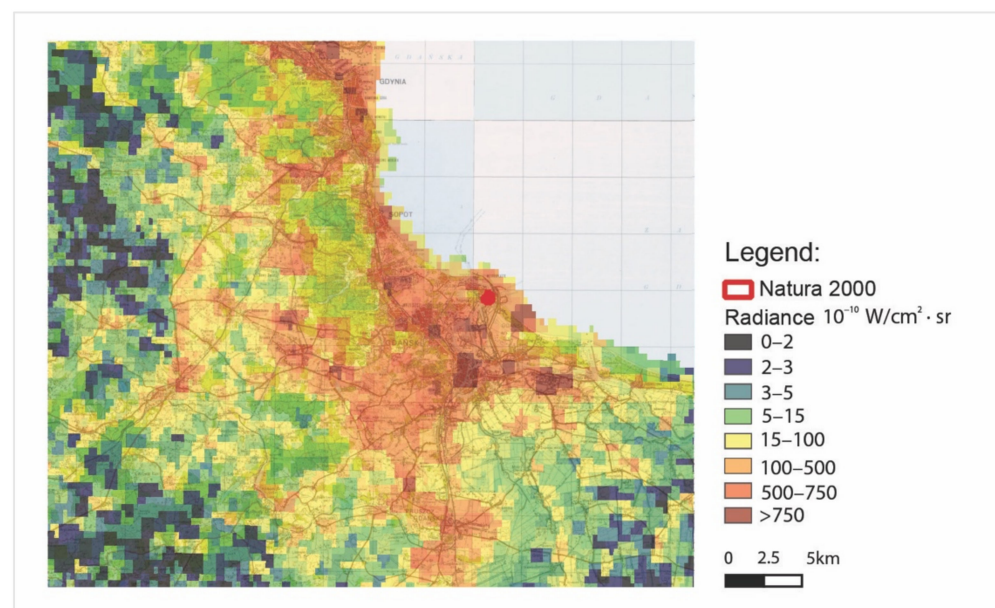 GDYNIA
SOPOT
Legend:
Natura 2000
Radiance 10⁻¹⁰ W/cm² · sr
0–2
2–3
3–5
5–15
15–100
100–500
500–750
>750
0 2.5 5km